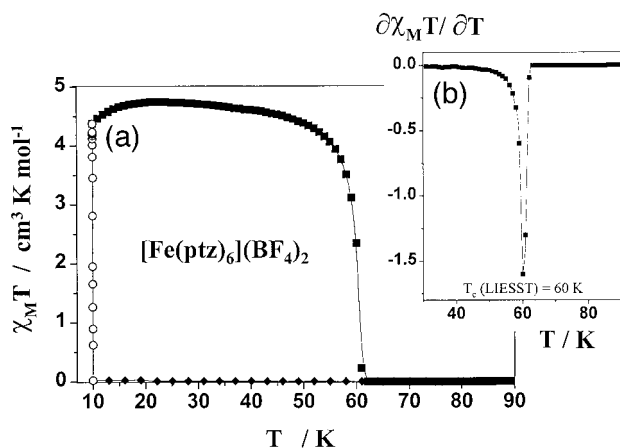 ∂χMT/ ∂T
(b)
0.0
-0.5
-1.0
-1.5
Tc (LIESST) = 60 K
40
60
80
T / K
χMT / cm³ K mol⁻¹
5
4
3
2
1
0
(a)
[Fe(ptz)₆](BF₄)₂
10
20
30
40
50
60
70
80
90
T / K